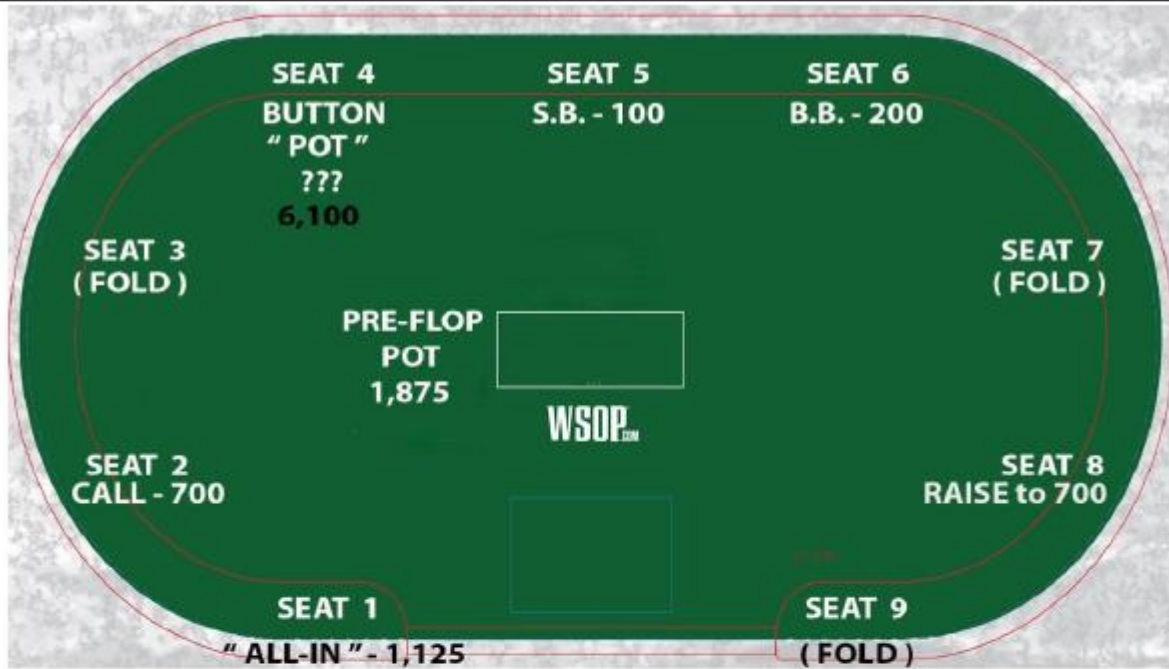 SEAT 4
BUTTON
“ POT ”
???
6,100
SEAT 5
S.B. - 100
SEAT 6
B.B. - 200
SEAT 3
( FOLD )
SEAT 7
( FOLD )
PRE-FLOP
POT
1,875
WSOP.COM
SEAT 2
CALL - 700
SEAT 8
RAISE to 700
SEAT 1
“ ALL-IN ” - 1,125
SEAT 9
( FOLD )